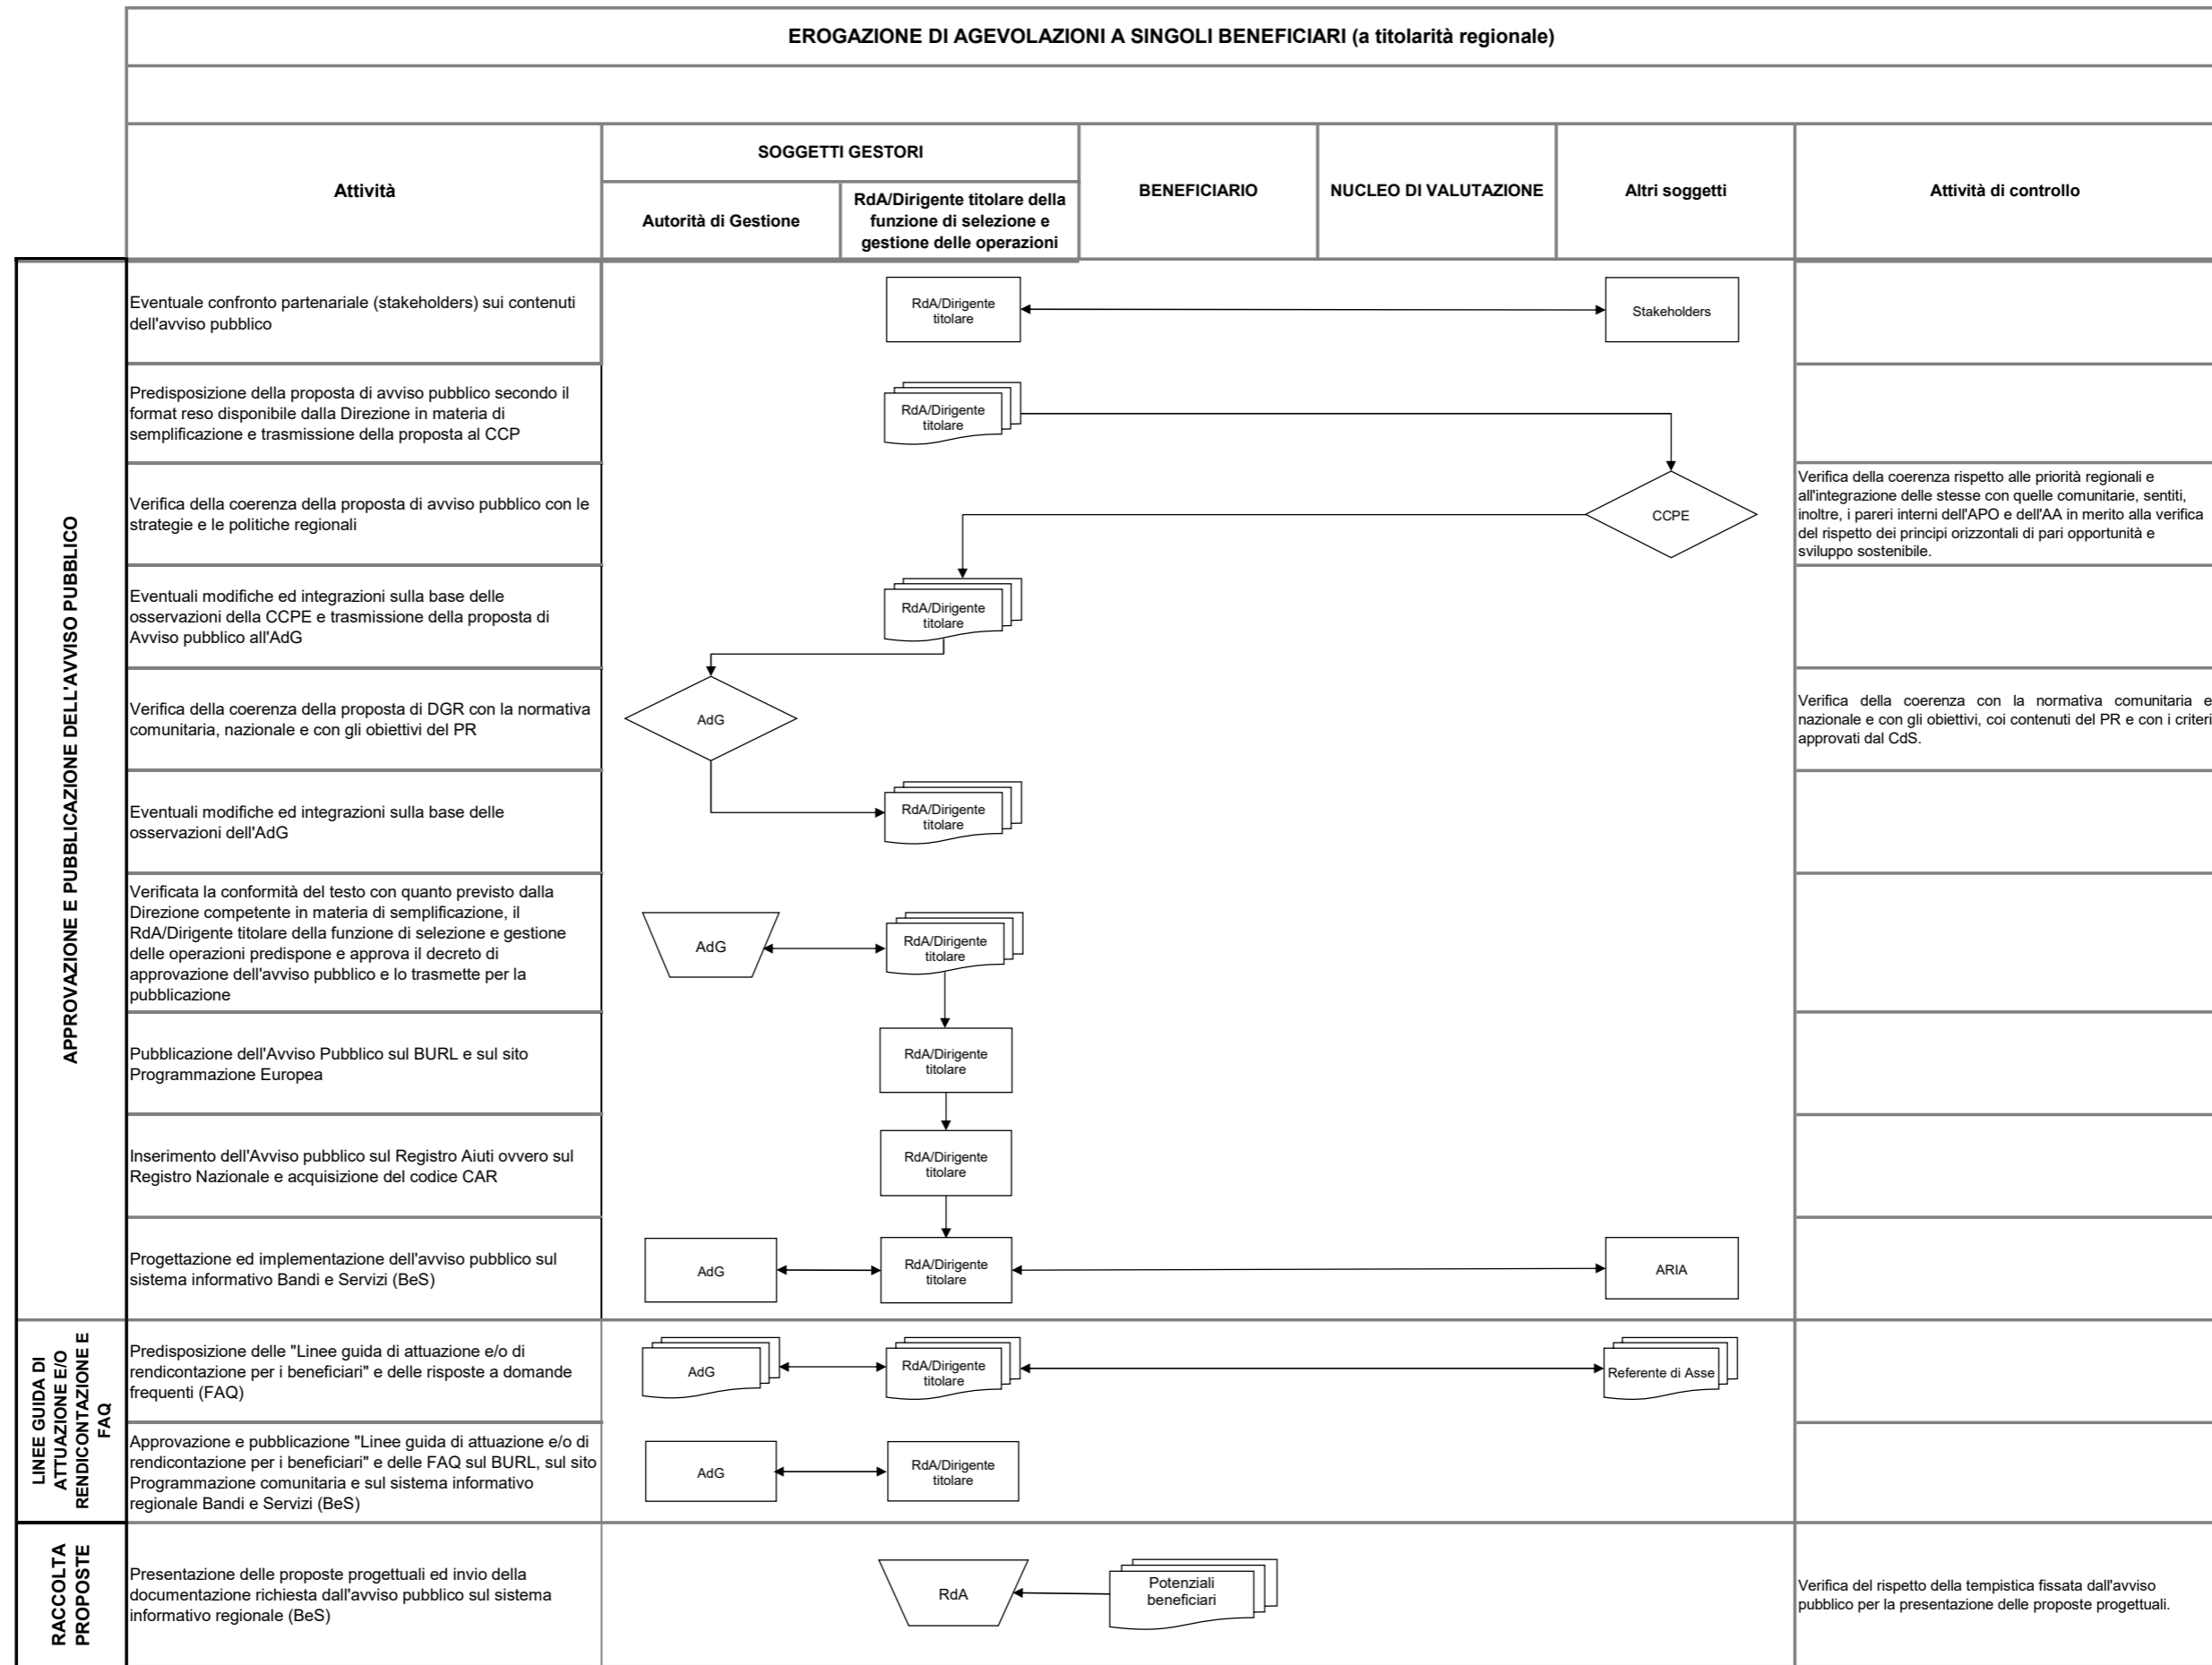 EROGAZIONE DI AGEVOLAZIONI A SINGOLI BENEFICIARI (a titolarità regionale)
Attività
SOGGETTI GESTORI
Autorità di Gestione
RdA/Dirigente titolare della
funzione di selezione e
gestione delle operazioni
BENEFICIARIO
NUCLEO DI VALUTAZIONE
Altri soggetti
Attività di controllo
APPROVAZIONE E PUBBLICAZIONE DELL'AVVISO PUBBLICO
Eventuale confronto partenariale (stakeholders) sui contenuti
dell'avviso pubblico
RdA/Dirigente
titolare
Stakeholders
Predisposizione della proposta di avviso pubblico secondo il
format reso disponibile dalla Direzione in materia di
semplificazione e trasmissione della proposta al CCP
RdA/Dirigente
titolare
Verifica della coerenza della proposta di avviso pubblico con le
strategie e le politiche regionali
CCPE
Verifica della coerenza rispetto alle priorità regionali e
all'integrazione delle stesse con quelle comunitarie, sentiti,
inoltre, i pareri interni dell'APO e dell'AA in merito alla verifica
del rispetto dei principi orizzontali di pari opportunità e
sviluppo sostenibile.
Eventuali modifiche ed integrazioni sulla base delle
osservazioni della CCPE e trasmissione della proposta di
Avviso pubblico all'AdG
RdA/Dirigente
titolare
Verifica della coerenza della proposta di DGR con la normativa
comunitaria, nazionale e con gli obiettivi del PR
AdG
Verifica della coerenza con la normativa comunitaria e
nazionale e con gli obiettivi, coi contenuti del PR e con i criteri
approvati dal CdS.
Eventuali modifiche ed integrazioni sulla base delle
osservazioni dell'AdG
RdA/Dirigente
titolare
Verificata la conformità del testo con quanto previsto dalla
Direzione competente in materia di semplificazione, il
RdA/Dirigente titolare della funzione di selezione e gestione
delle operazioni predispone e approva il decreto di
approvazione dell'avviso pubblico e lo trasmette per la
pubblicazione
AdG
RdA/Dirigente
titolare
Pubblicazione dell'Avviso Pubblico sul BURL e sul sito
Programmazione Europea
RdA/Dirigente
titolare
Inserimento dell'Avviso pubblico sul Registro Aiuti ovvero sul
Registro Nazionale e acquisizione del codice CAR
RdA/Dirigente
titolare
Progettazione ed implementazione dell'avviso pubblico sul
sistema informativo Bandi e Servizi (BeS)
AdG
RdA/Dirigente
titolare
ARIA
LINEE GUIDA DI
ATTUAZIONE E/O
RENDICONTAZIONE E
FAQ
Predisposizione delle "Linee guida di attuazione e/o di
rendicontazione per i beneficiari" e delle risposte a domande
frequenti (FAQ)
AdG
RdA/Dirigente
titolare
Referente di Asse
Approvazione e pubblicazione "Linee guida di attuazione e/o di
rendicontazione per i beneficiari" e delle FAQ sul BURL, sul sito
Programmazione comunitaria e sul sistema informativo
regionale Bandi e Servizi (BeS)
AdG
RdA/Dirigente
titolare
RACCOLTA
PROPOSTE
Presentazione delle proposte progettuali ed invio della
documentazione richiesta dall'avviso pubblico sul sistema
informativo regionale (BeS)
RdA
Potenziali
beneficiari
Verifica del rispetto della tempistica fissata dall'avviso
pubblico per la presentazione delle proposte progettuali.